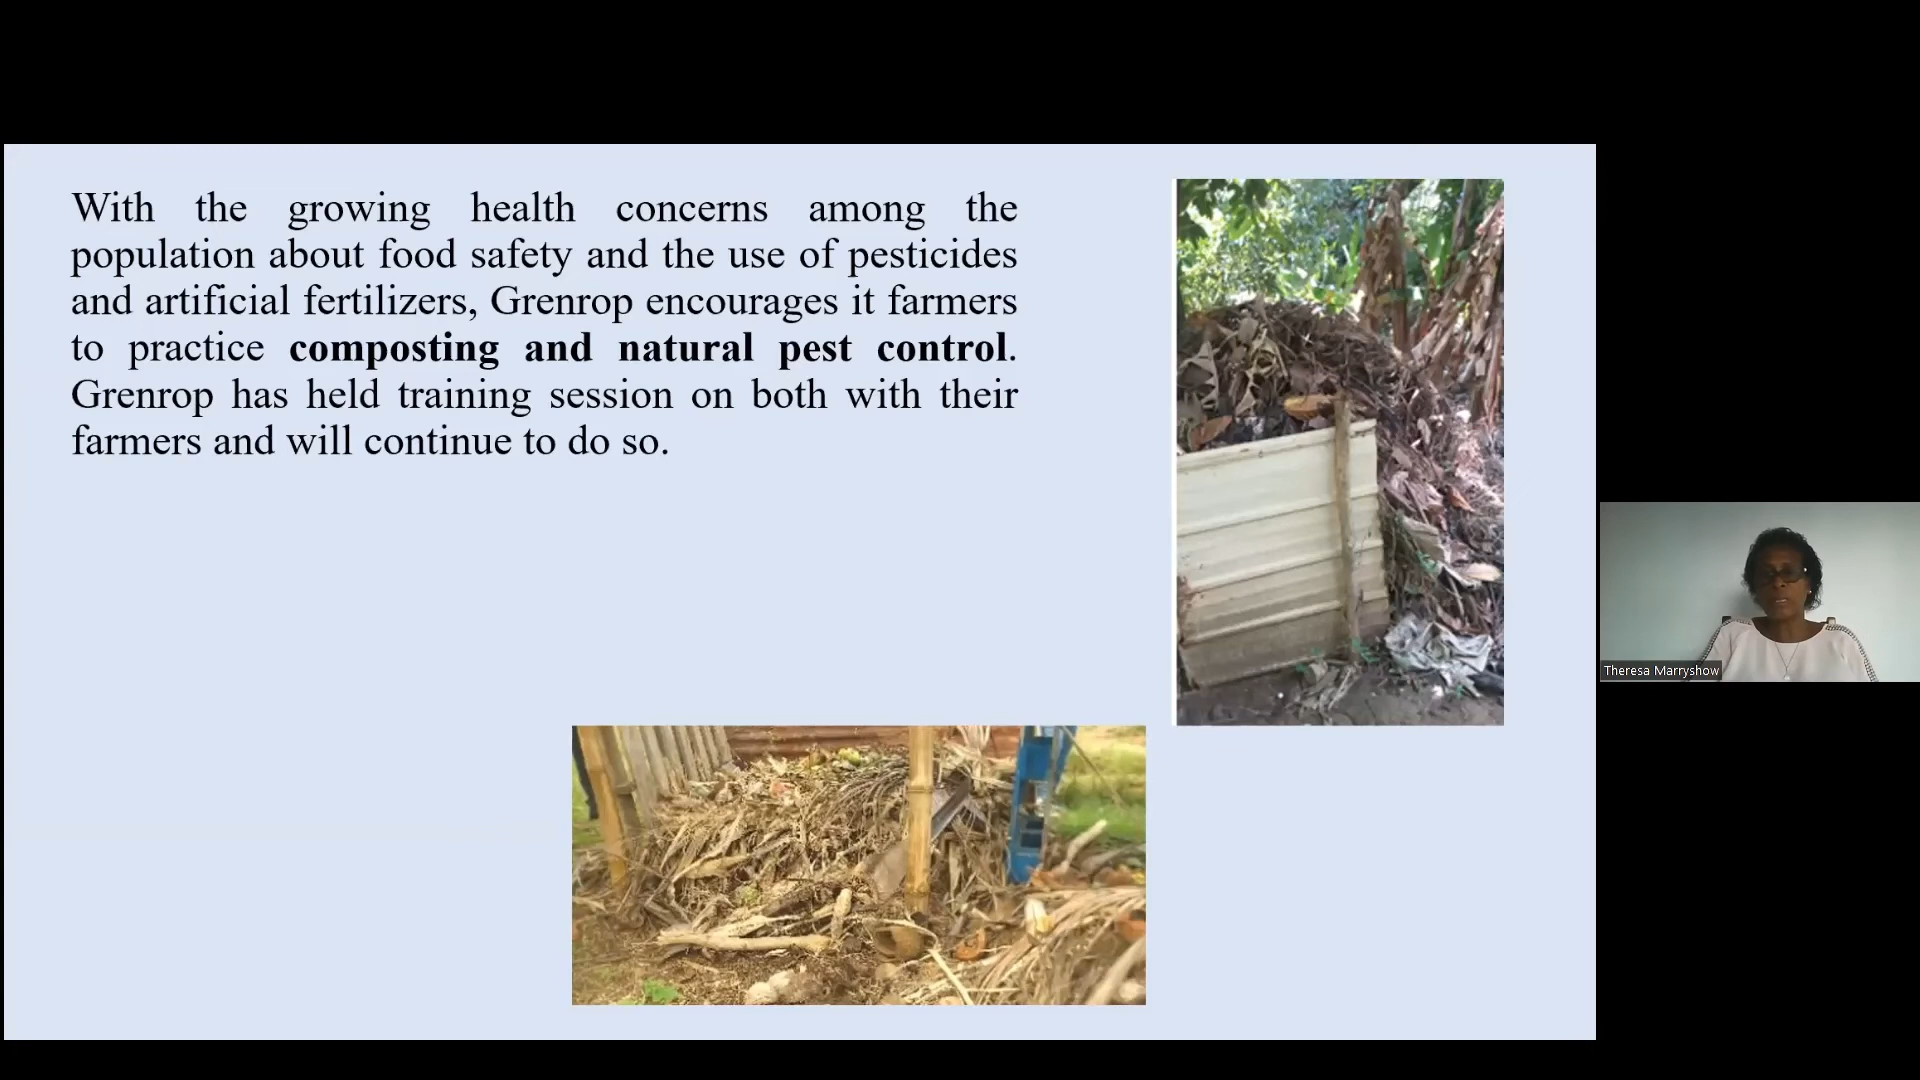 With the growing health concerns among the
population about food safety and the use of pesticides
and artificial fertilizers, Grenrop encourages it farmers
to practice composting and natural pest control.
Grenrop has held training session on both with their
farmers and will continue to do so.
Theresa Marryshow